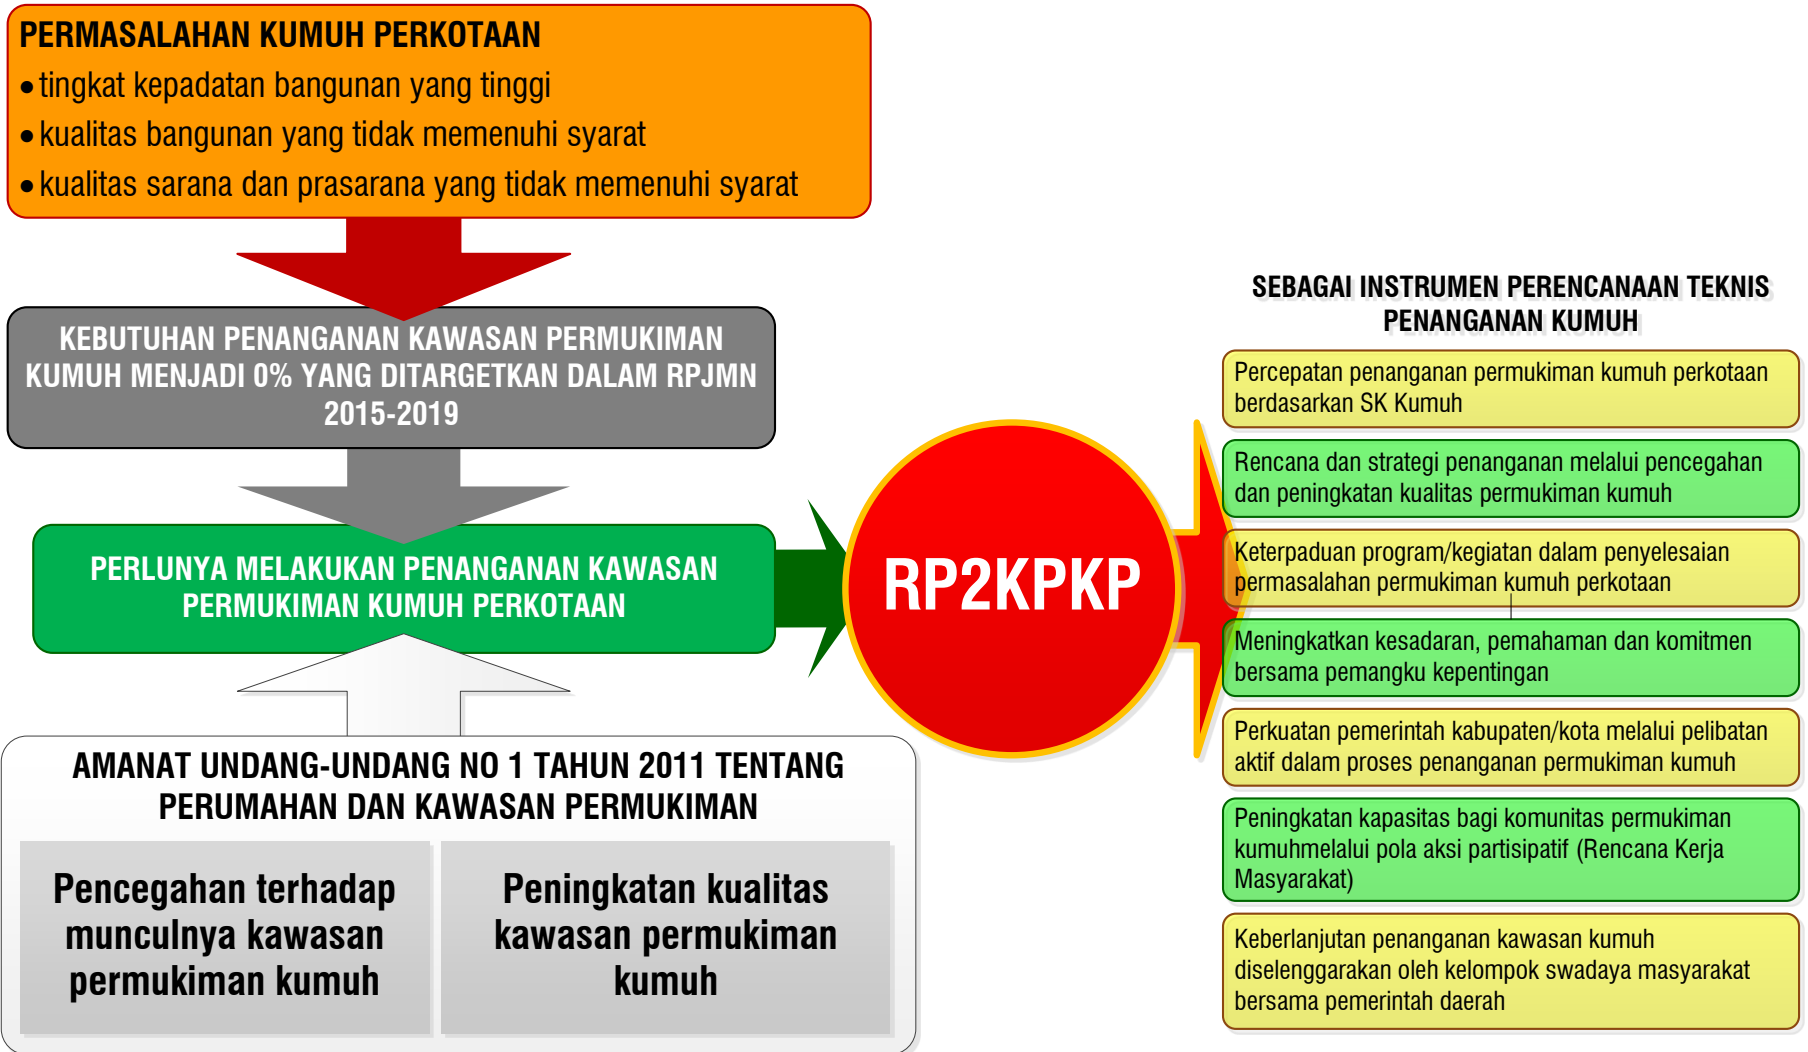 PERMASALAHAN KUMUH PERKOTAAN
• tingkat kepadatan bangunan yang tinggi
• kualitas bangunan yang tidak memenuhi syarat
• kualitas sarana dan prasarana yang tidak memenuhi syarat
KEBUTUHAN PENANGANAN KAWASAN PERMUKIMAN
KUMUH MENJADI 0% YANG DITARGETKAN DALAM RPJMN
2015-2019
PERLUNYA MELAKUKAN PENANGANAN KAWASAN
PERMUKIMAN KUMUH PERKOTAAN
AMANAT UNDANG-UNDANG NO 1 TAHUN 2011 TENTANG
PERUMAHAN DAN KAWASAN PERMUKIMAN
Pencegahan terhadap
munculnya kawasan
permukiman kumuh
Peningkatan kualitas
kawasan permukiman
kumuh
RP2KPKP
SEBAGAI INSTRUMEN PERENCANAAN TEKNIS
PENANGANAN KUMUH
Percepatan penanganan permukiman kumuh perkotaan
berdasarkan SK Kumuh
Rencana dan strategi penanganan melalui pencegahan
dan peningkatan kualitas permukiman kumuh
Keterpaduan program/kegiatan dalam penyelesaian
permasalahan permukiman kumuh perkotaan
Meningkatkan kesadaran, pemahaman dan komitmen
bersama pemangku kepentingan
Perkuatan pemerintah kabupaten/kota melalui pelibatan
aktif dalam proses penanganan permukiman kumuh
Peningkatan kapasitas bagi komunitas permukiman
kumuhmelalui pola aksi partisipatif (Rencana Kerja
Masyarakat)
Keberlanjutan penanganan kawasan kumuh
diselenggarakan oleh kelompok swadaya masyarakat
bersama pemerintah daerah